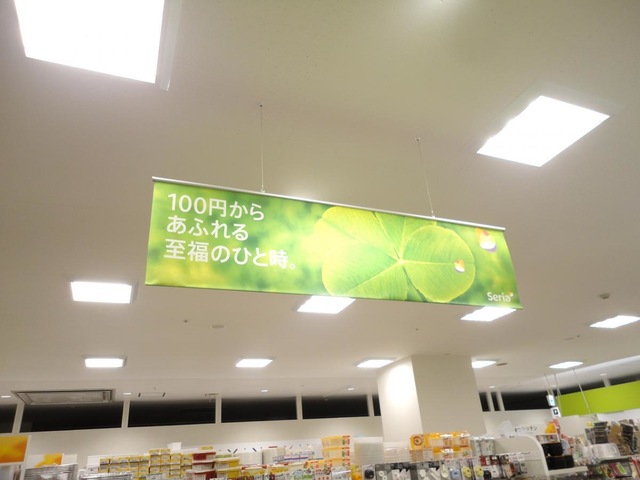 100円から
あふれる
至福のひと時。
Seria